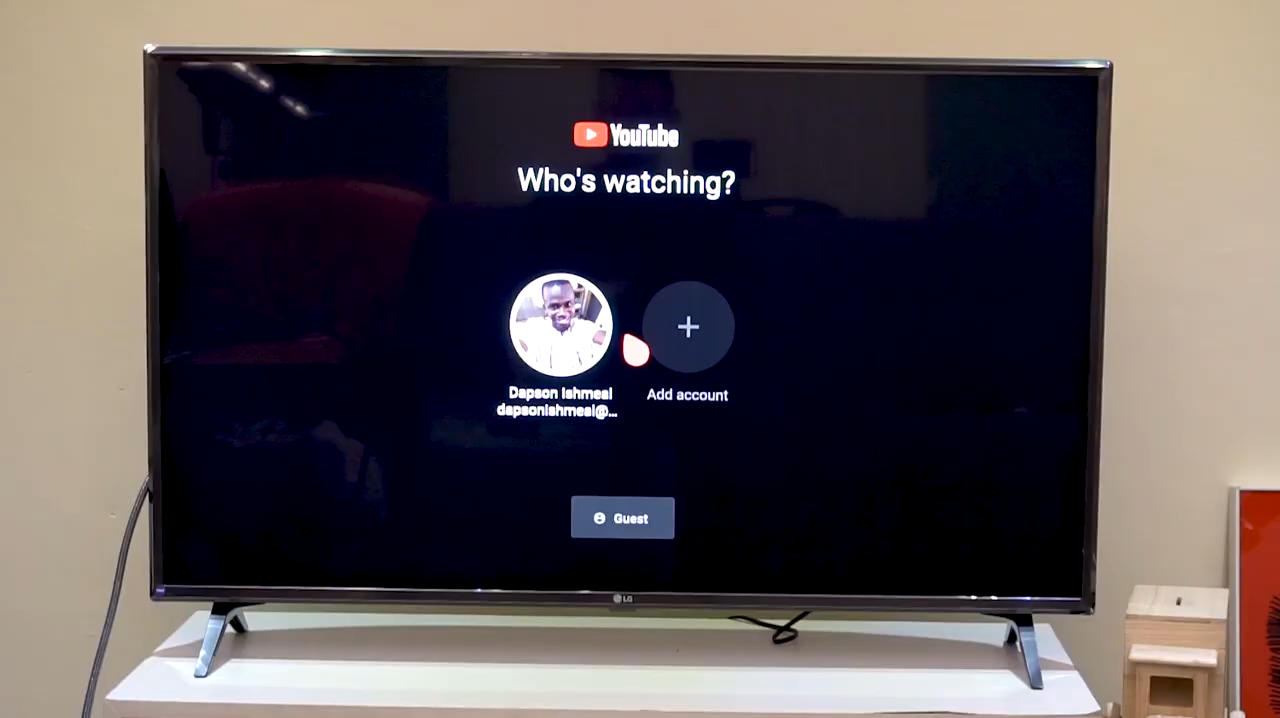 YouTube
Who's watching?
Dapson Ishmeal
dapsonishmeal@...
Add account
Guest
LG